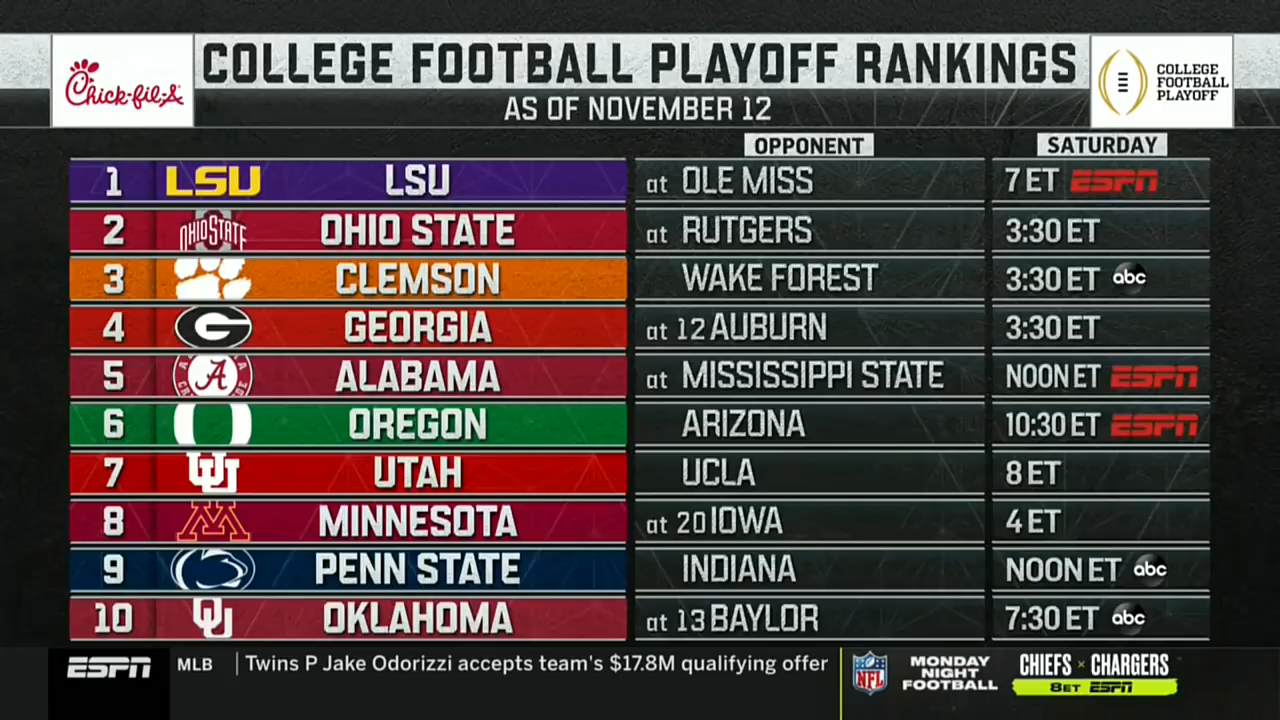 Chick-fil-A
COLLEGE FOOTBALL PLAYOFF RANKINGS
COLLEGE
FOOTBALL
PLAYOFF
AS OF NOVEMBER 12
OPPONENT SATURDAY
1 LSU LSU at OLE MISS 7 ET ESPN
2 OHIO STATE OHIO STATE at RUTGERS 3:30 ET
3 CLEMSON WAKE FOREST 3:30 ET abc
4 G GEORGIA at 12 AUBURN 3:30 ET
5 A ALABAMA at MISSISSIPPI STATE NOON ET ESPN
6 O OREGON ARIZONA 10:30 ET ESPN
7 UU UTAH UCLA 8 ET
8 M MINNESOTA at 20 IOWA 4 ET
9 PENN STATE INDIANA NOON ET abc
10 OU OKLAHOMA at 13 BAYLOR 7:30 ET abc
ESPN MLB Twins P Jake Odorizzi accepts team's $17.8M qualifying offer
NFL
MONDAY
NIGHT
FOOTBALL
CHIEFS × CHARGERS
8 ET ESPN